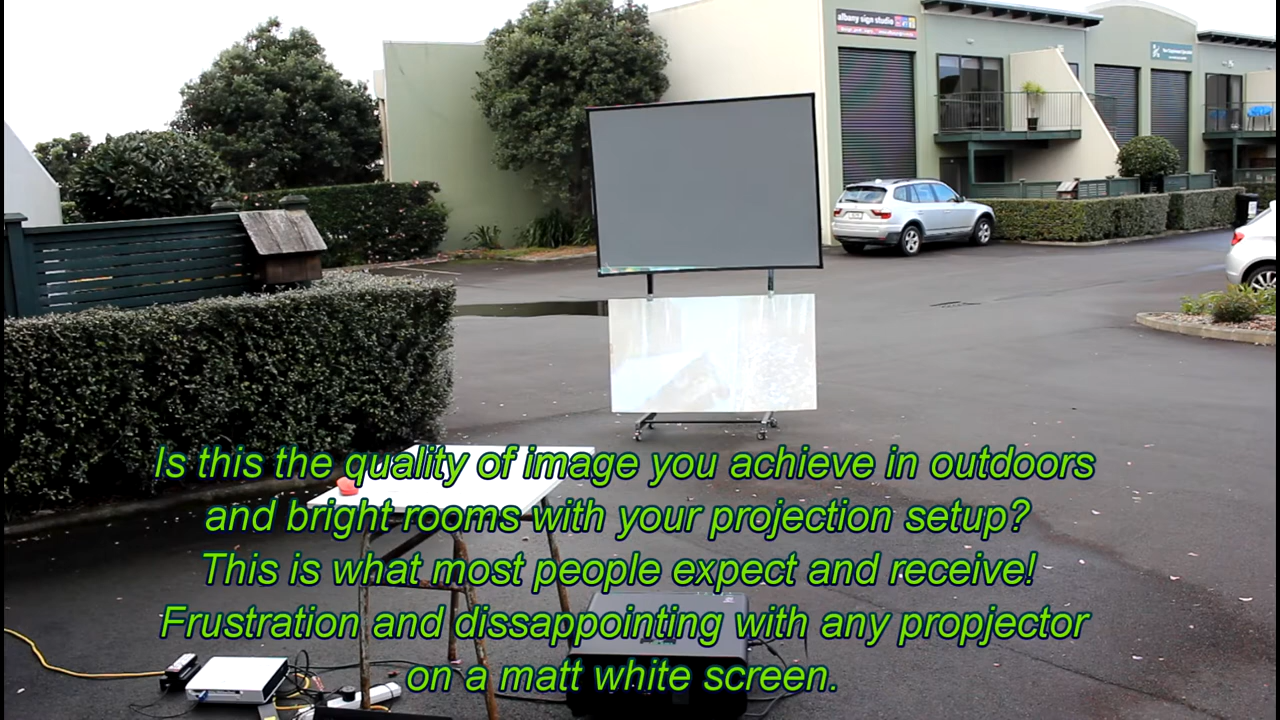 albany sign studio
Is this the quality of image you achieve in outdoors
and bright rooms with your projection setup?
This is what most people expect and receive!
Frustration and dissappointing with any propjector
on a matt white screen.